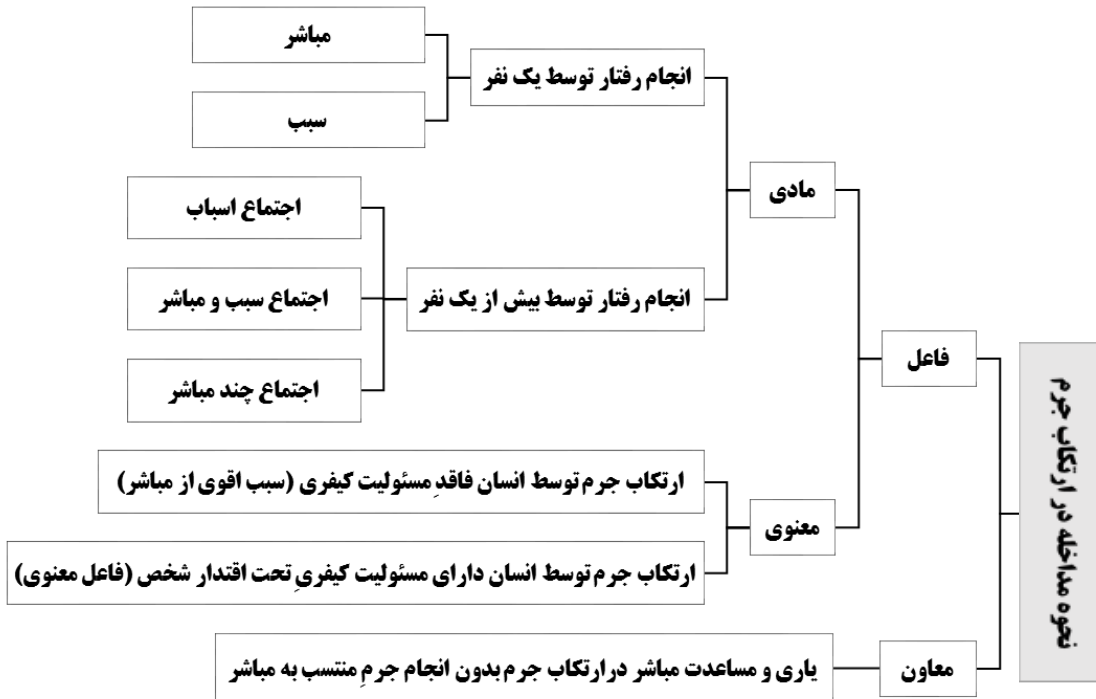 نحوه مداخله در ارتکاب جرم
فاعل
مادی
انجام رفتار توسط یک نفر
مباشر
سبب
انجام رفتار توسط بیش از یک نفر
اجتماع اسباب
اجتماع سبب و مباشر
اجتماع چند مباشر
معنوی
ارتکاب جرم توسط انسان فاقدِ مسئولیت کیفری (سبب اقوی از مباشر)
ارتکاب جرم توسط انسان دارای مسئولیت کیفریِ تحت اقتدار شخص (فاعل معنوی)
معاون
یاری و مساعدت مباشر در ارتکاب جرم بدون انجام جرمِ منتسب به مباشر